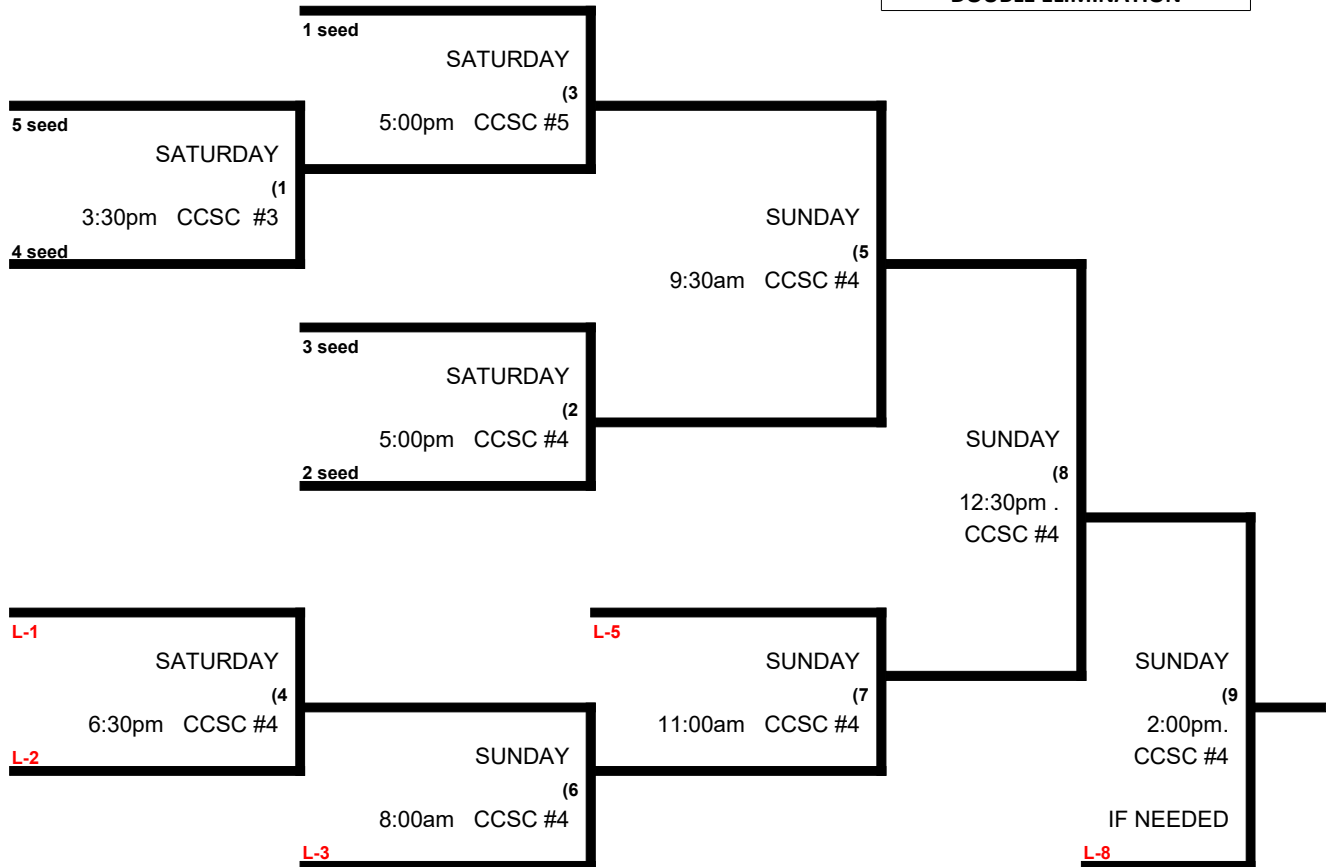 DOUBLE ELIMINATION
1 seed
SATURDAY
(3
5:00pm CCSC #5
5 seed
SATURDAY
(1
3:30pm CCSC #3
4 seed
SUNDAY
(5
9:30am CCSC #4
3 seed
SATURDAY
(2
5:00pm CCSC #4
2 seed
SUNDAY
(8
12:30pm .
CCSC #4
L-1
SATURDAY
(4
6:30pm CCSC #4
L-2
L-5
SUNDAY
(7
11:00am CCSC #4
SUNDAY
(6
8:00am CCSC #4
L-3
SUNDAY
(9
2:00pm.
CCSC #4
IF NEEDED
L-8